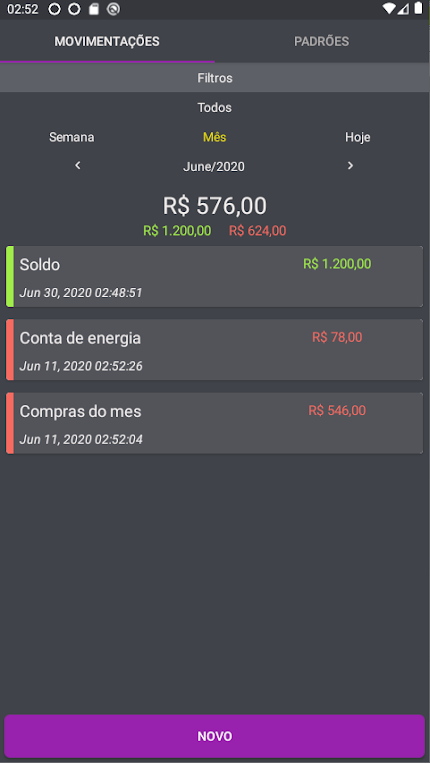 02:52
MOVIMENTAÇÕES PADRÕES
Filtros
Todos
Semana Mês Hoje
‹ June/2020 ›
R$ 576,00
R$ 1.200,00 R$ 624,00
Soldo R$ 1.200,00
Jun 30, 2020 02:48:51
Conta de energia R$ 78,00
Jun 11, 2020 02:52:26
Compras do mes R$ 546,00
Jun 11, 2020 02:52:04
NOVO